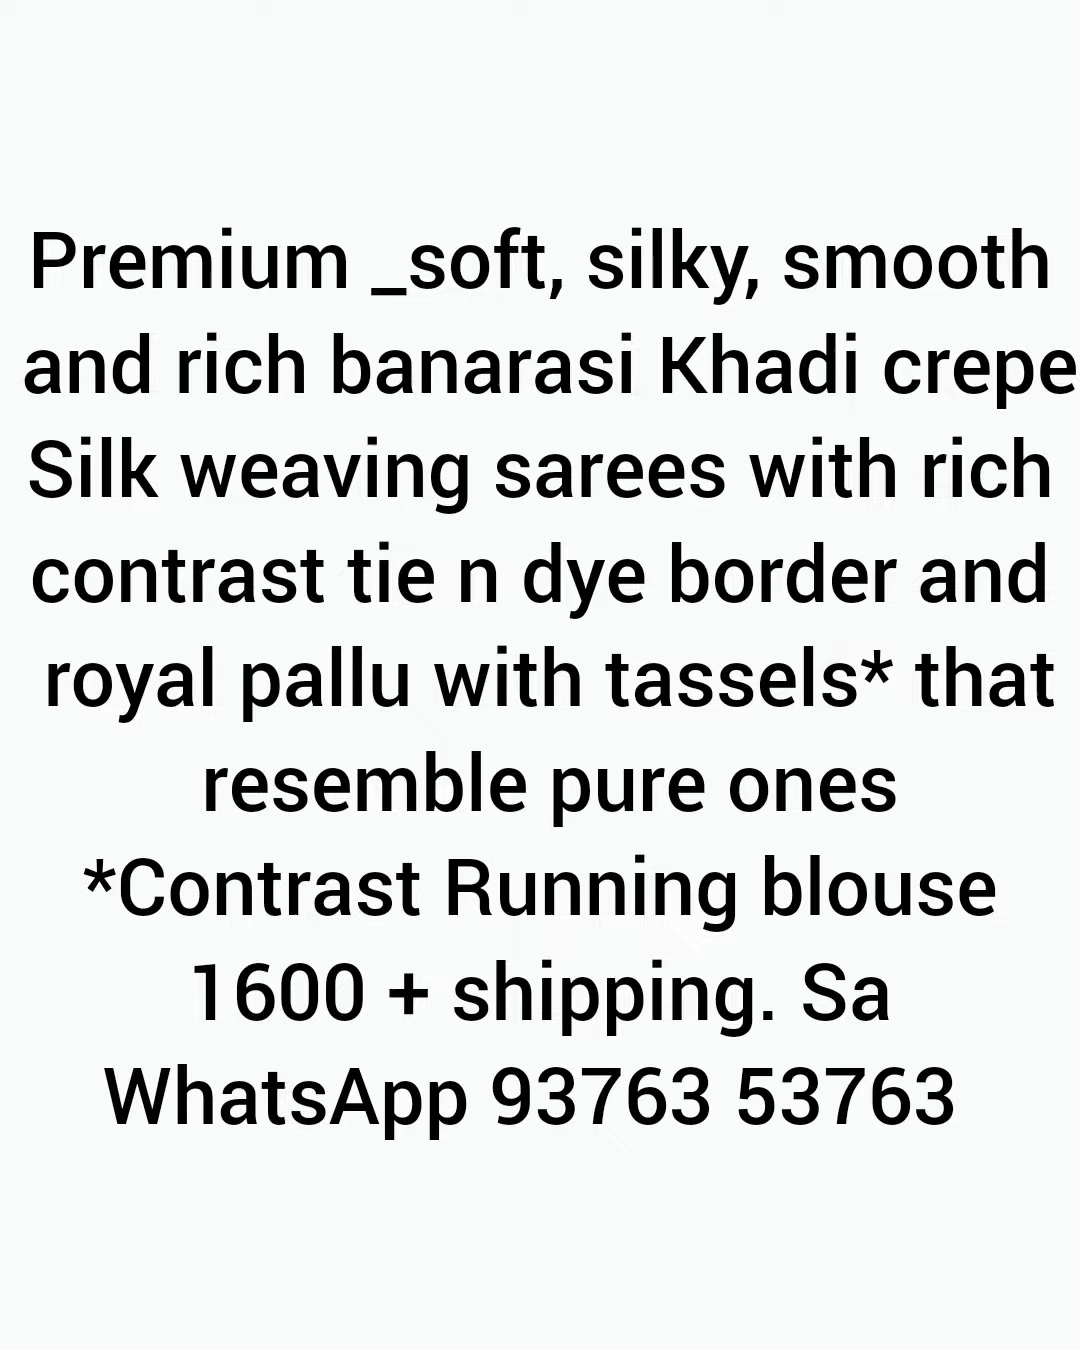 Premium _soft, silky, smooth
and rich banarasi Khadi crepe
Silk weaving sarees with rich
contrast tie n dye border and
royal pallu with tassels* that
resemble pure ones
*Contrast Running blouse
1600 + shipping. Sa
WhatsApp 93763 53763